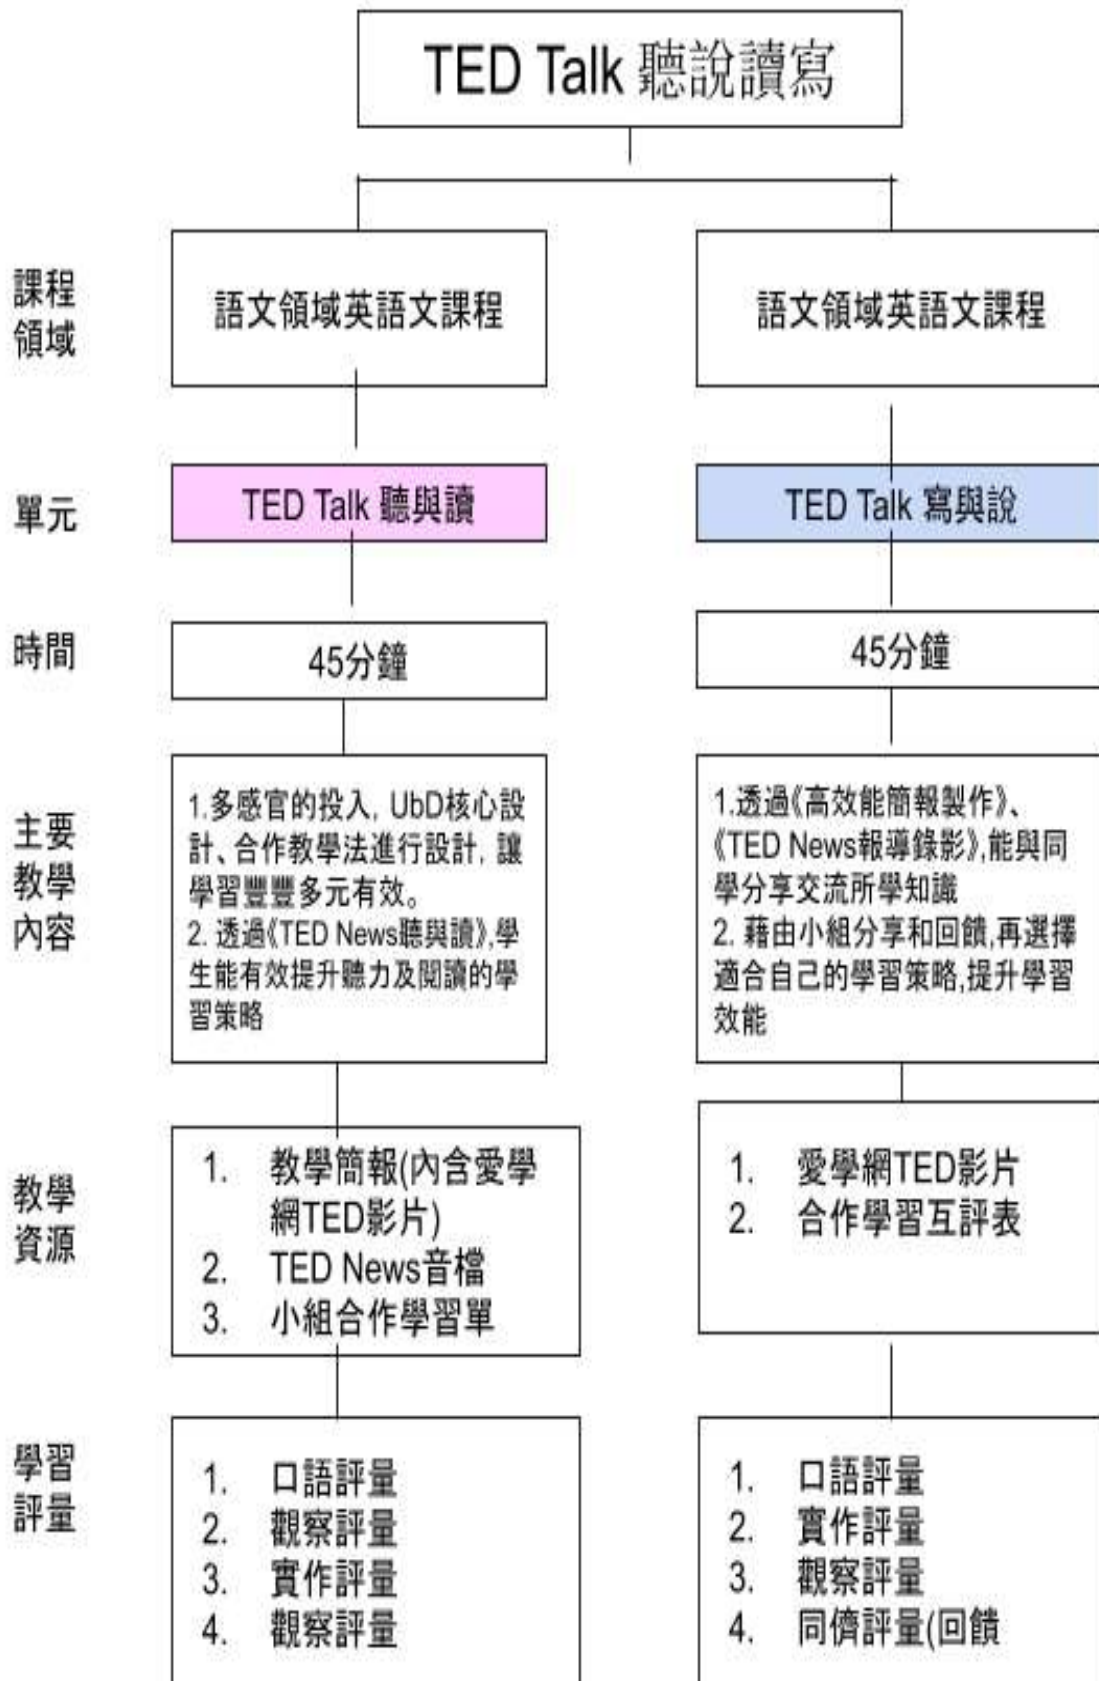 TED Talk 聽說讀寫
課程
領域
語文領域英語文課程
語文領域英語文課程
單元
TED Talk 聽與讀
TED Talk 寫與說
時間
45分鐘
45分鐘
主要
教學
內容
1.多感官的投入, UbD核心設
計、合作教學法進行設計, 讓
學習豐豐多元有效。
2. 透過《TED News聽與讀》,學
生能有效提升聽力及閱讀的學
習策略
1.透過《高效能簡報製作》、
《TED News報導錄影》,能與同
學分享交流所學知識
2. 藉由小組分享和回饋,再選擇
適合自己的學習策略,提升學習
效能
教學
資源
1. 教學簡報(內含愛學
網TED影片)
2. TED News音檔
3. 小組合作學習單
1. 愛學網TED影片
2. 合作學習互評表
學習
評量
1. 口語評量
2. 觀察評量
3. 實作評量
4. 觀察評量
1. 口語評量
2. 實作評量
3. 觀察評量
4. 同儕評量(回饋